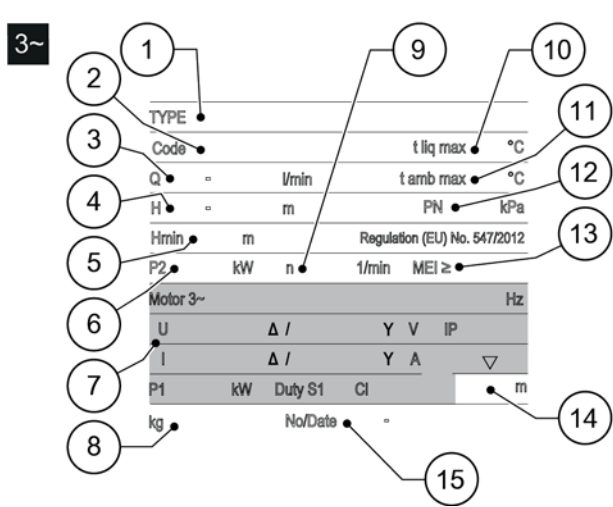 3~
1
9
10
2
TYPE
11
Code t liq max °C
3
Q - l/min t amb max °C
12
4
H - m PN kPa
Hmin m Regulation (EU) No. 547/2012
13
5
P2 kW n 1/min MEI ≥
6
Motor 3~ Hz
U Δ / Y V IP
I Δ / Y A ▽
7
P1 kW Duty S1 Cl m
14
kg No/Date -
8
15